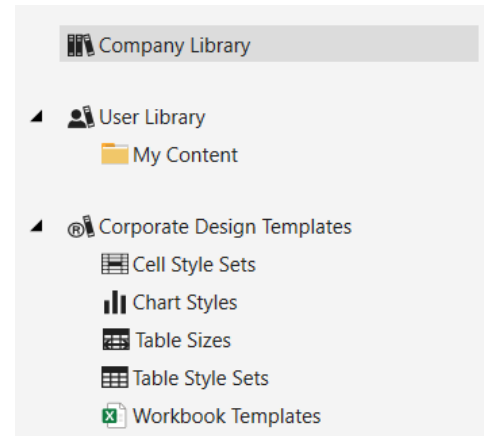 Company Library
User Library
My Content
® Corporate Design Templates
Cell Style Sets
Chart Styles
Table Sizes
Table Style Sets
Workbook Templates